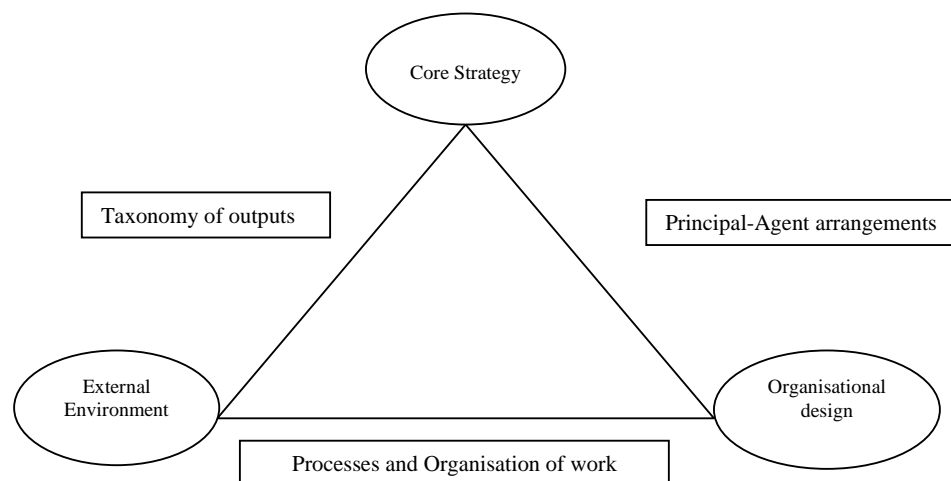 Core Strategy
Taxonomy of outputs
Principal-Agent arrangements
External
Environment
Organisational
design
Processes and Organisation of work